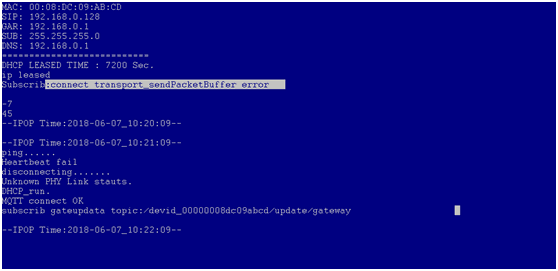 MAC: 00:08:DC:09:AB:CD
SIP: 192.168.0.128
GAR: 192.168.0.1
SUB: 255.255.255.0
DNS: 192.168.0.1
===========================
DHCP LEASED TIME : 7200 Sec.
ip leased
Subscrib:connect transport_sendPacketBuffer error
-7
45
--IPOP Time:2018-06-07_10:20:09--
--IPOP Time:2018-06-07_10:21:09--
ping......
Heartbeat fail
disconnecting.......
Unknown PHY Link stauts.
DHCP_run.
MQTT connect OK
subscrib gateupdata topic:/devid_00000008dc09abcd/update/gateway
--IPOP Time:2018-06-07_10:22:09--